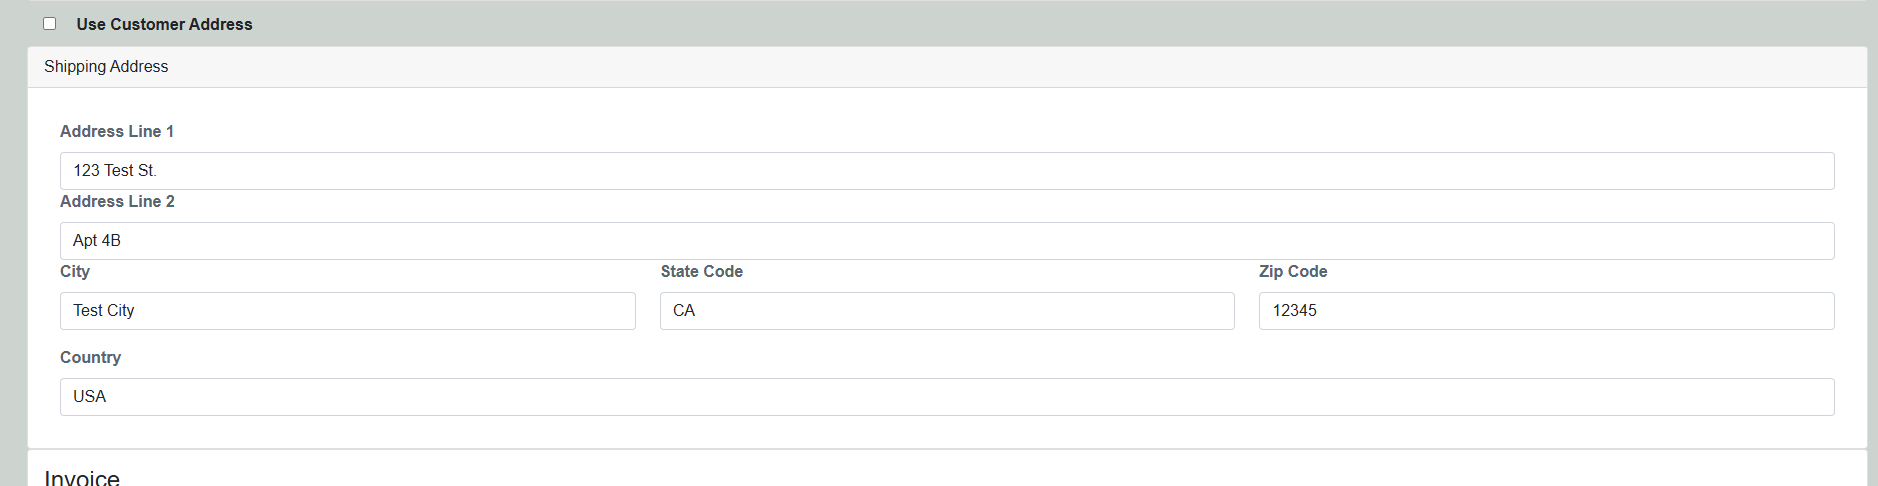 Use Customer Address
Shipping Address
Address Line 1
123 Test St.
Address Line 2
Apt 4B
City State Code Zip Code
Test City CA 12345
Country
USA
Invoice